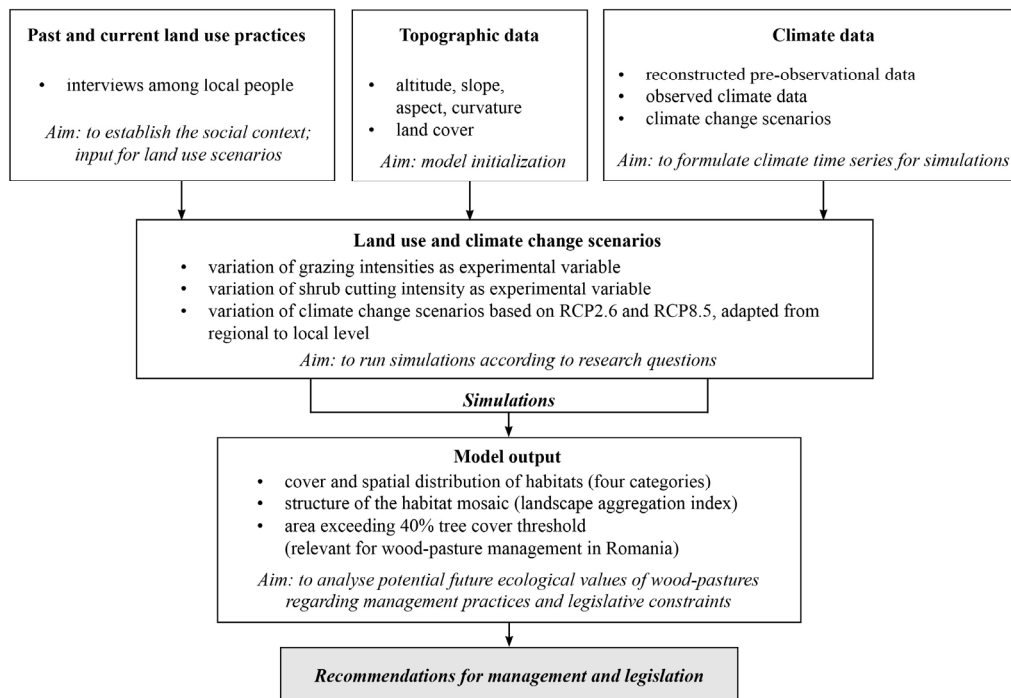 Past and current land use practices
• interviews among local people
Aim: to establish the social context;
input for land use scenarios
Topographic data
• altitude, slope,
aspect, curvature
• land cover
Aim: model initialization
Climate data
• reconstructed pre-observational data
• observed climate data
• climate change scenarios
Aim: to formulate climate time series for simulations
Land use and climate change scenarios
• variation of grazing intensities as experimental variable
• variation of shrub cutting intensity as experimental variable
• variation of climate change scenarios based on RCP2.6 and RCP8.5, adapted from
regional to local level
Aim: to run simulations according to research questions
Simulations
Model output
• cover and spatial distribution of habitats (four categories)
• structure of the habitat mosaic (landscape aggregation index)
• area exceeding 40% tree cover threshold
(relevant for wood-pasture management in Romania)
Aim: to analyse potential future ecological values of wood-pastures
regarding management practices and legislative constraints
Recommendations for management and legislation